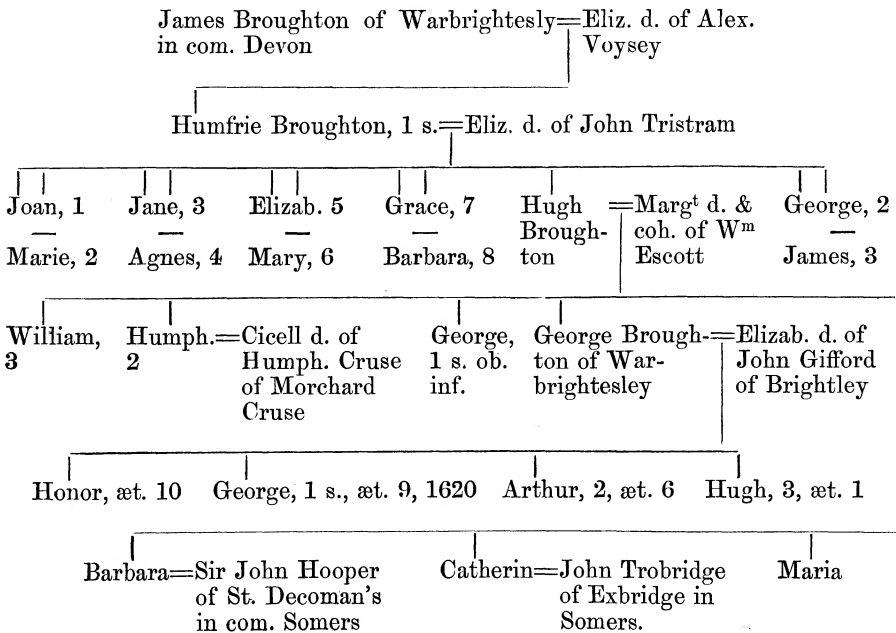 James Broughton of Warbrightesly=Eliz. d. of Alex.
in com. Devon Voysey
Humfrie Broughton, 1 s.=Eliz. d. of John Tristram
Joan, 1 Jane, 3 Elizab. 5 Grace, 7 Hugh =Margᵗ d. & George, 2
— — — — Brough- coh. of Wᵐ —
Marie, 2 Agnes, 4 Mary, 6 Barbara, 8 ton Escott James, 3
William, Humph.=Cicell d. of George, George Brough-=Elizab. d. of
3 2 Humph. Cruse 1 s. ob. ton of War- John Gifford
of Morchard inf. brightesley of Brightley
Cruse
Honor, æt. 10 George, 1 s., æt. 9, 1620 Arthur, 2, æt. 6 Hugh, 3, æt. 1
Barbara=Sir John Hooper Catherin=John Trobridge Maria
of St. Decoman's of Exbridge in
in com. Somers Somers.